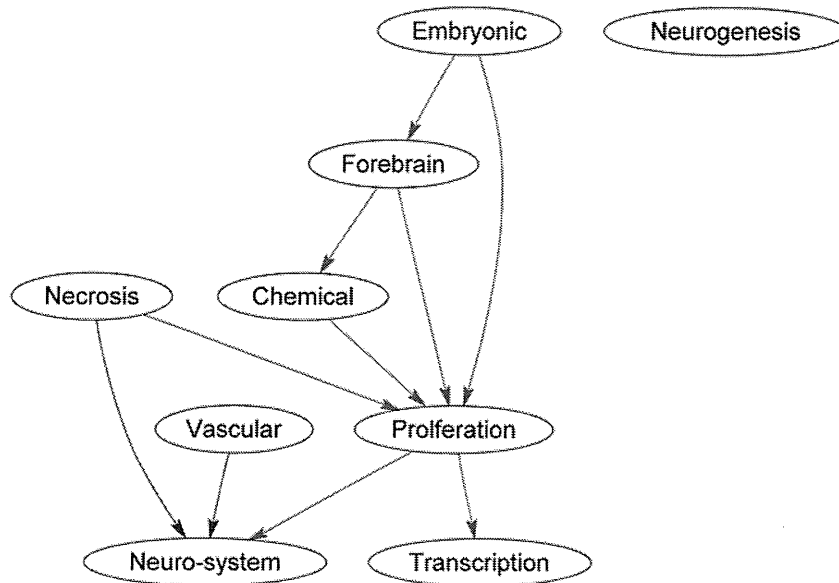 Embryonic
Neurogenesis
Forebrain
Necrosis
Chemical
Vascular
Prolferation
Neuro-system
Transcription